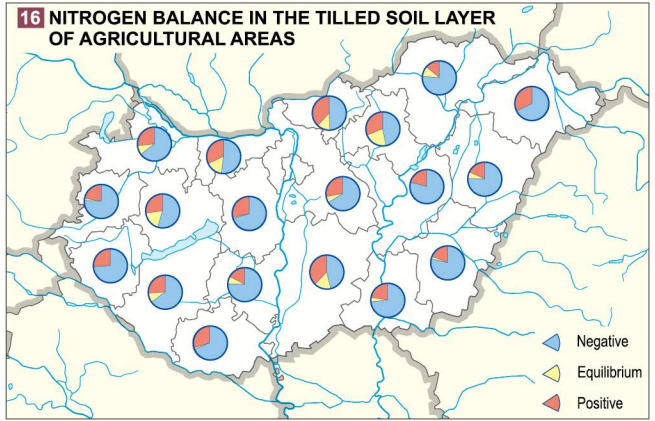 16 NITROGEN BALANCE IN THE TILLED SOIL LAYER
OF AGRICULTURAL AREAS
Negative
Equilibrium
Positive